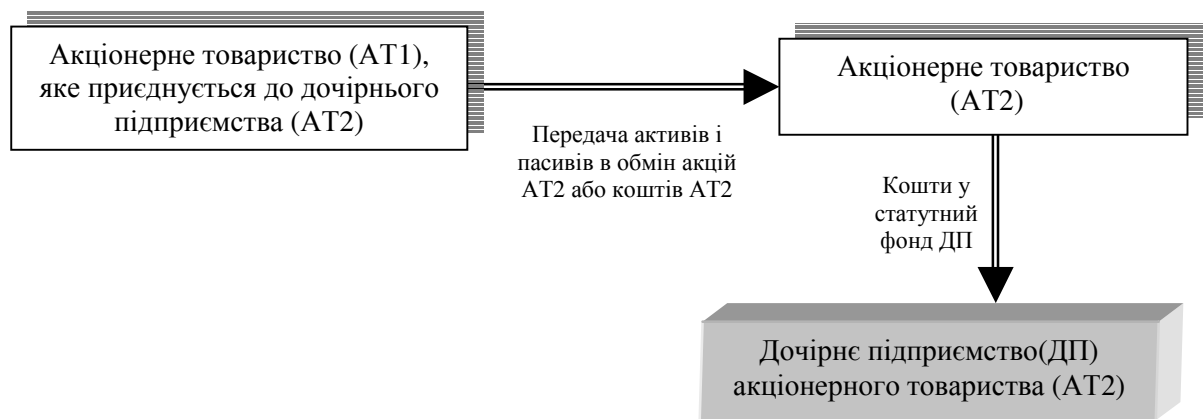 Акціонерне товариство (АТ1),
яке приєднується до дочірнього
підприємства (АТ2)
Акціонерне товариство
(АТ2)
Передача активів і
пасивів в обмін акцій
АТ2 або коштів АТ2
Кошти у
статутний
фонд ДП
Дочірнє підприємство(ДП)
акціонерного товариства (АТ2)